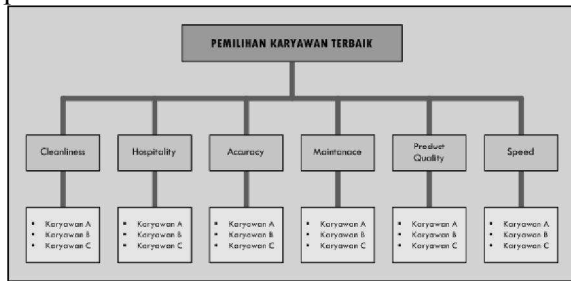 PEMILIHAN KARYAWAN TERBAIK
Cleanliness
Hospitality
Accuracy
Maintanace
Product
Quality
Speed
• Karyawan A
• Karyawan B
• Karyawan C
• Karyawan A
• Karyawan B
• Karyawan C
• Karyawan A
• Karyawan B
• Karyawan C
• Karyawan A
• Karyawan B
• Karyawan C
• Karyawan A
• Karyawan B
• Karyawan C
• Karyawan A
• Karyawan B
• Karyawan C